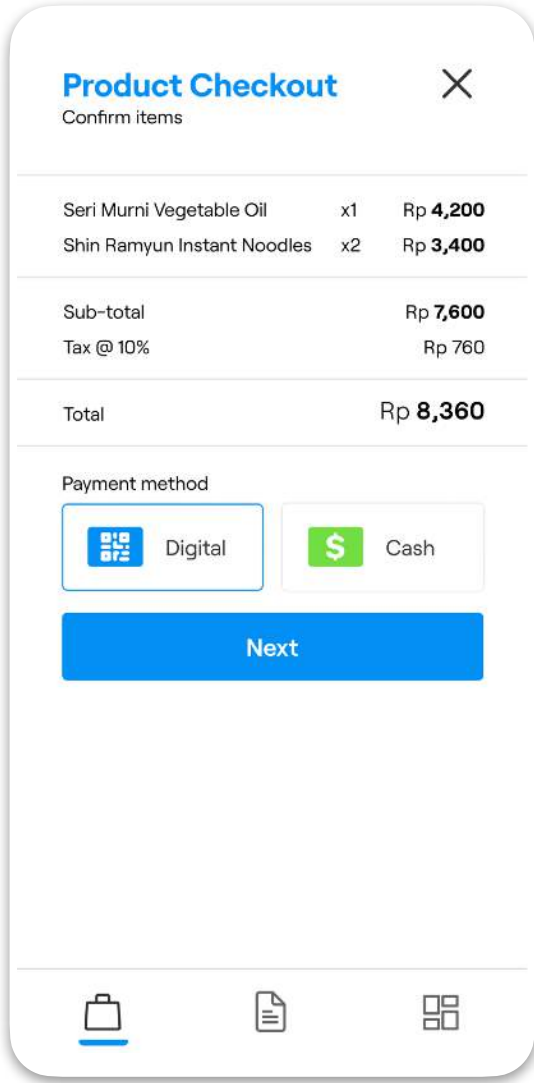 Product Checkout
Confirm items
Seri Murni Vegetable Oil x1 Rp 4,200
Shin Ramyun Instant Noodles x2 Rp 3,400
Sub-total Rp 7,600
Tax @ 10% Rp 760
Total Rp 8,360
Payment method
Digital $ Cash
Next